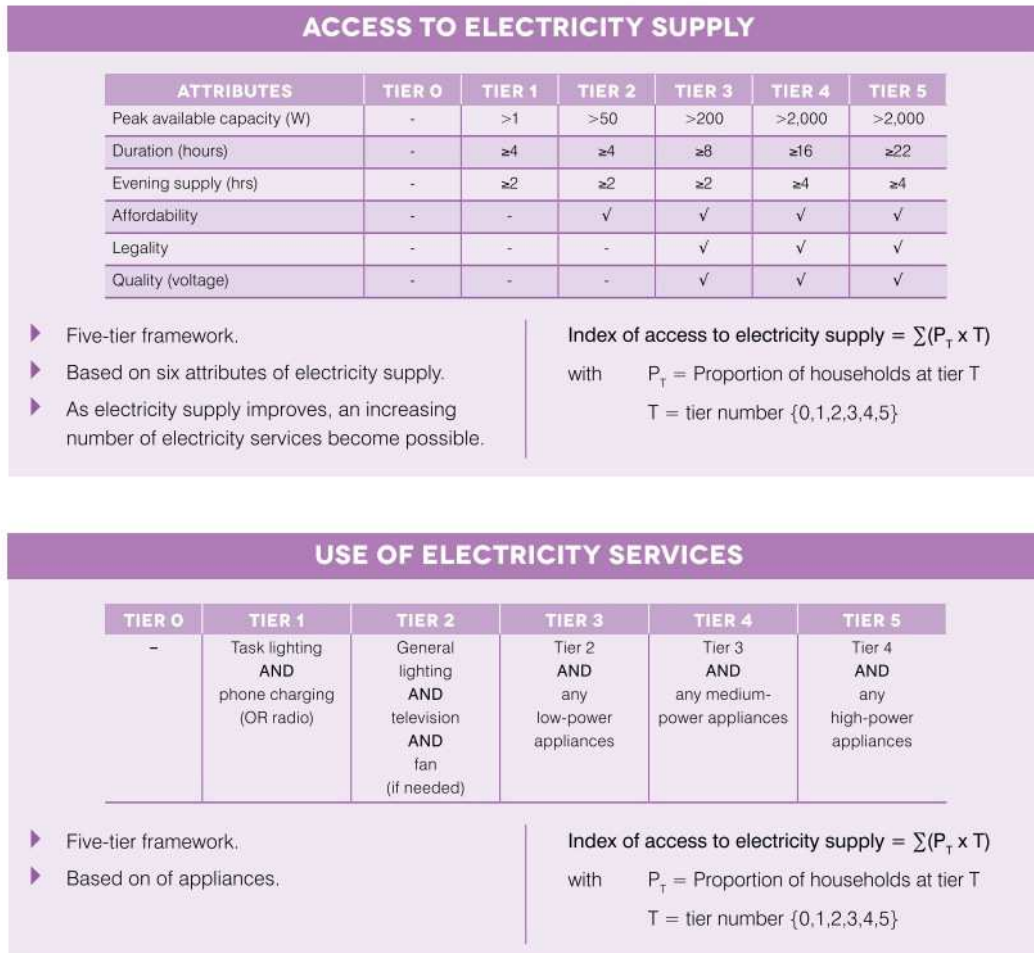 ACCESS TO ELECTRICITY SUPPLY
ATTRIBUTES TIER 0 TIER 1 TIER 2 TIER 3 TIER 4 TIER 5
Peak available capacity (W) - >1 >50 >200 >2,000 >2,000
Duration (hours) - ≥4 ≥4 ≥8 ≥16 ≥22
Evening supply (hrs) - ≥2 ≥2 ≥2 ≥4 ≥4
Affordability - - √ √ √ √
Legality - - - √ √ √
Quality (voltage) - - - √ √ √
Five-tier framework.
Based on six attributes of electricity supply.
As electricity supply improves, an increasing
number of electricity services become possible.
Index of access to electricity supply = ∑(P_T x T)
with P_T = Proportion of households at tier T
T = tier number {0,1,2,3,4,5}
USE OF ELECTRICITY SERVICES
TIER 0 TIER 1 TIER 2 TIER 3 TIER 4 TIER 5
– Task lighting General Tier 2 Tier 3 Tier 4
AND lighting AND AND AND
phone charging AND any any medium- any
(OR radio) television low-power power appliances high-power
AND appliances appliances
fan
(if needed)
Five-tier framework.
Based on of appliances.
Index of access to electricity supply = ∑(P_T x T)
with P_T = Proportion of households at tier T
T = tier number {0,1,2,3,4,5}